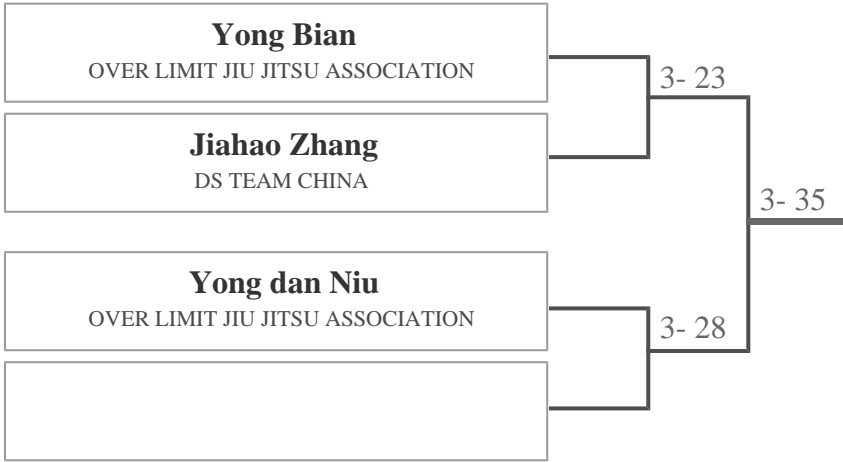 Yong Bian
OVER LIMIT JIU JITSU ASSOCIATION
3- 23
Jiahao Zhang
DS TEAM CHINA
3- 35
Yong dan Niu
OVER LIMIT JIU JITSU ASSOCIATION
3- 28